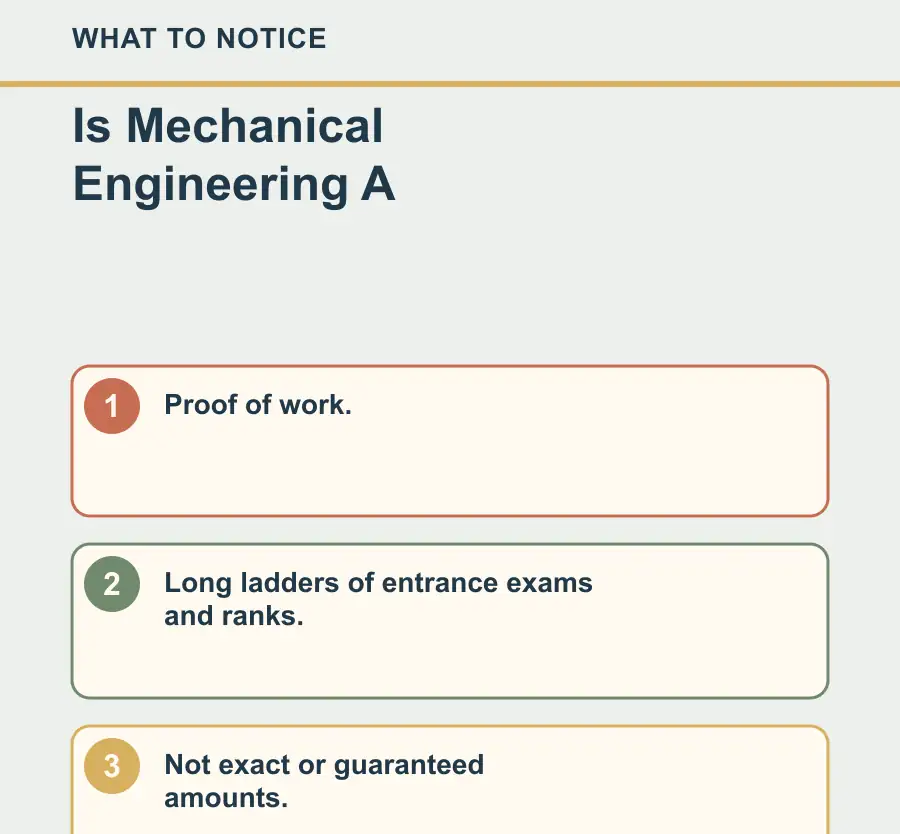 WHAT TO NOTICE
Is Mechanical
Engineering A
1
Proof of work.
2
Long ladders of entrance exams
and ranks.
3
Not exact or guaranteed
amounts.